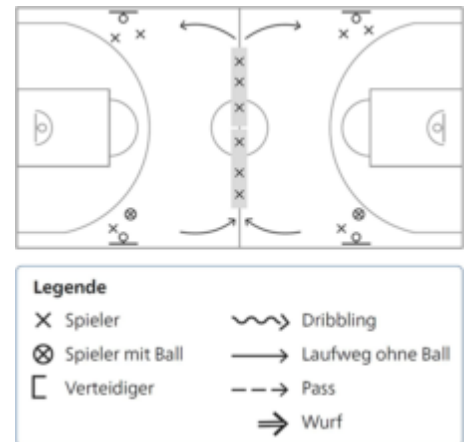 Legende
Spieler
Dribbling
Spieler mit Ball
Laufweg ohne Ball
Verteidiger
Pass
Wurf